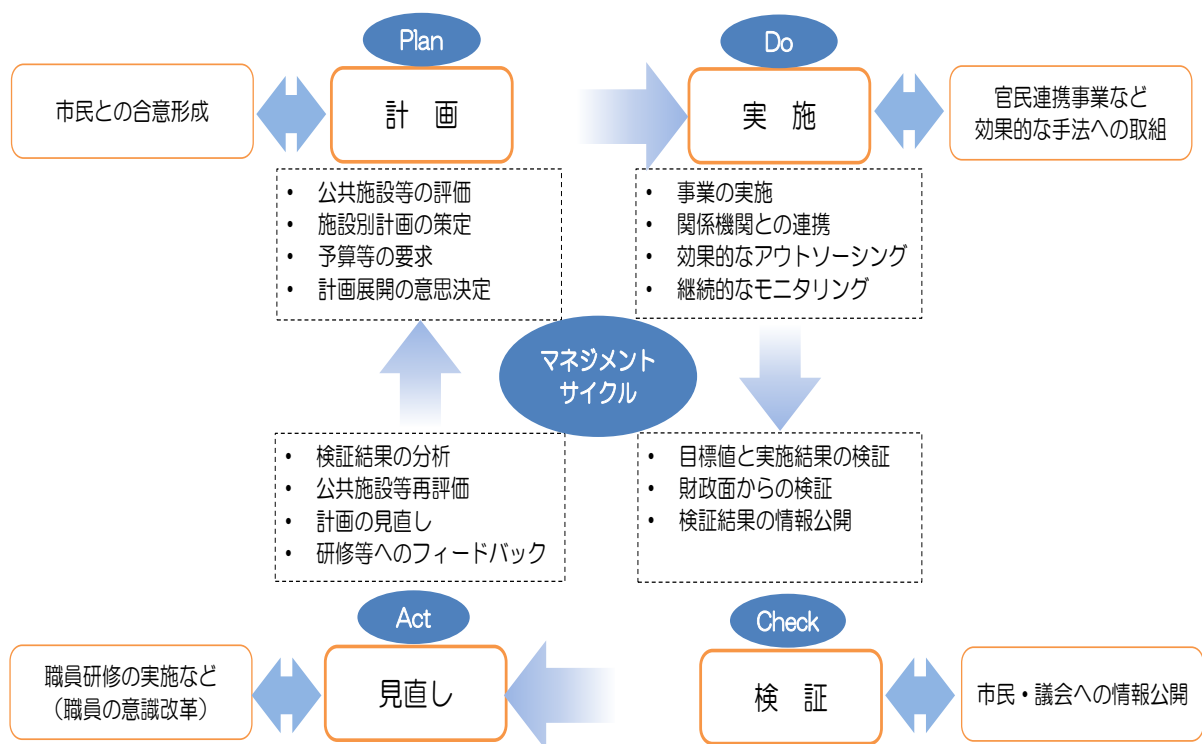 Plan
市民との合意形成
計　画
・ 公共施設等の評価
・ 施設別計画の策定
・ 予算等の要求
・ 計画展開の意思決定
Do
実　施
官民連携事業など
効果的な手法への取組
・ 事業の実施
・ 関係機関との連携
・ 効果的なアウトソーシング
・ 継続的なモニタリング
マネジメント
サイクル
・ 検証結果の分析
・ 公共施設等再評価
・ 計画の見直し
・ 研修等へのフィードバック
・ 目標値と実施結果の検証
・ 財政面からの検証
・ 検証結果の情報公開
Act
職員研修の実施など
（職員の意識改革）
見直し
Check
検　証
市民・議会への情報公開